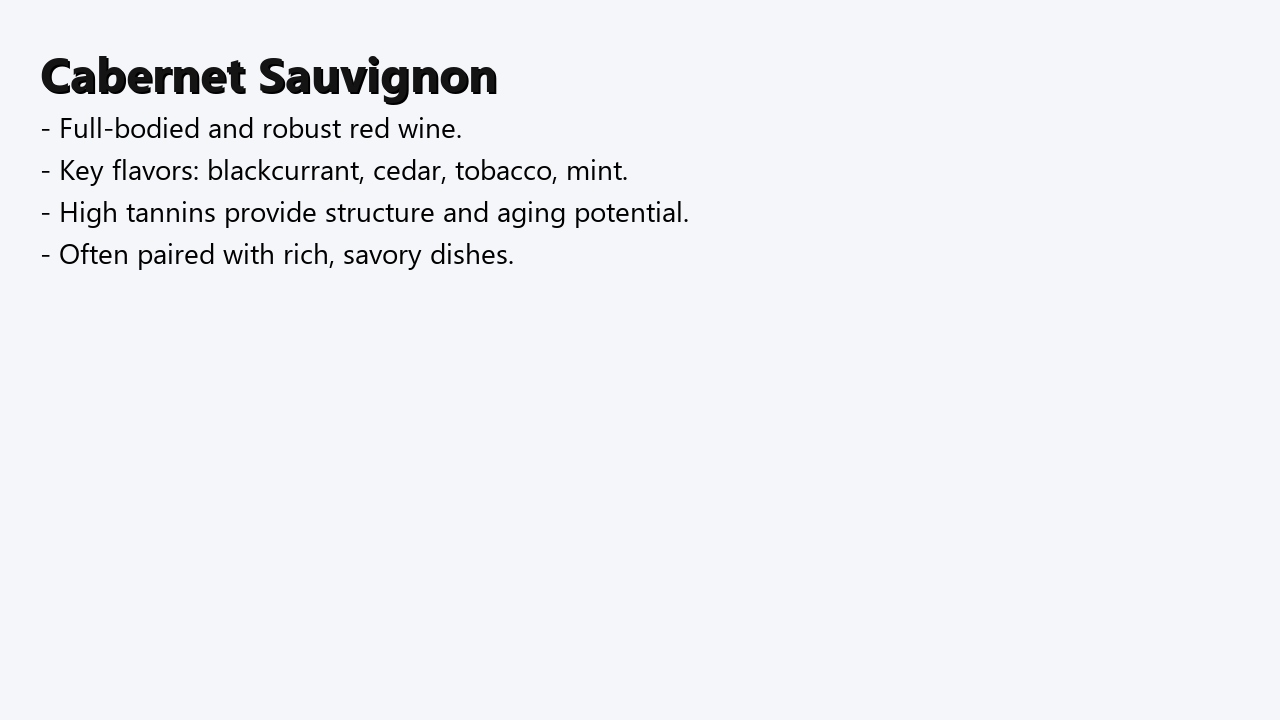 Cabernet Sauvignon
- Full-bodied and robust red wine.
- Key flavors: blackcurrant, cedar, tobacco, mint.
- High tannins provide structure and aging potential.
- Often paired with rich, savory dishes.